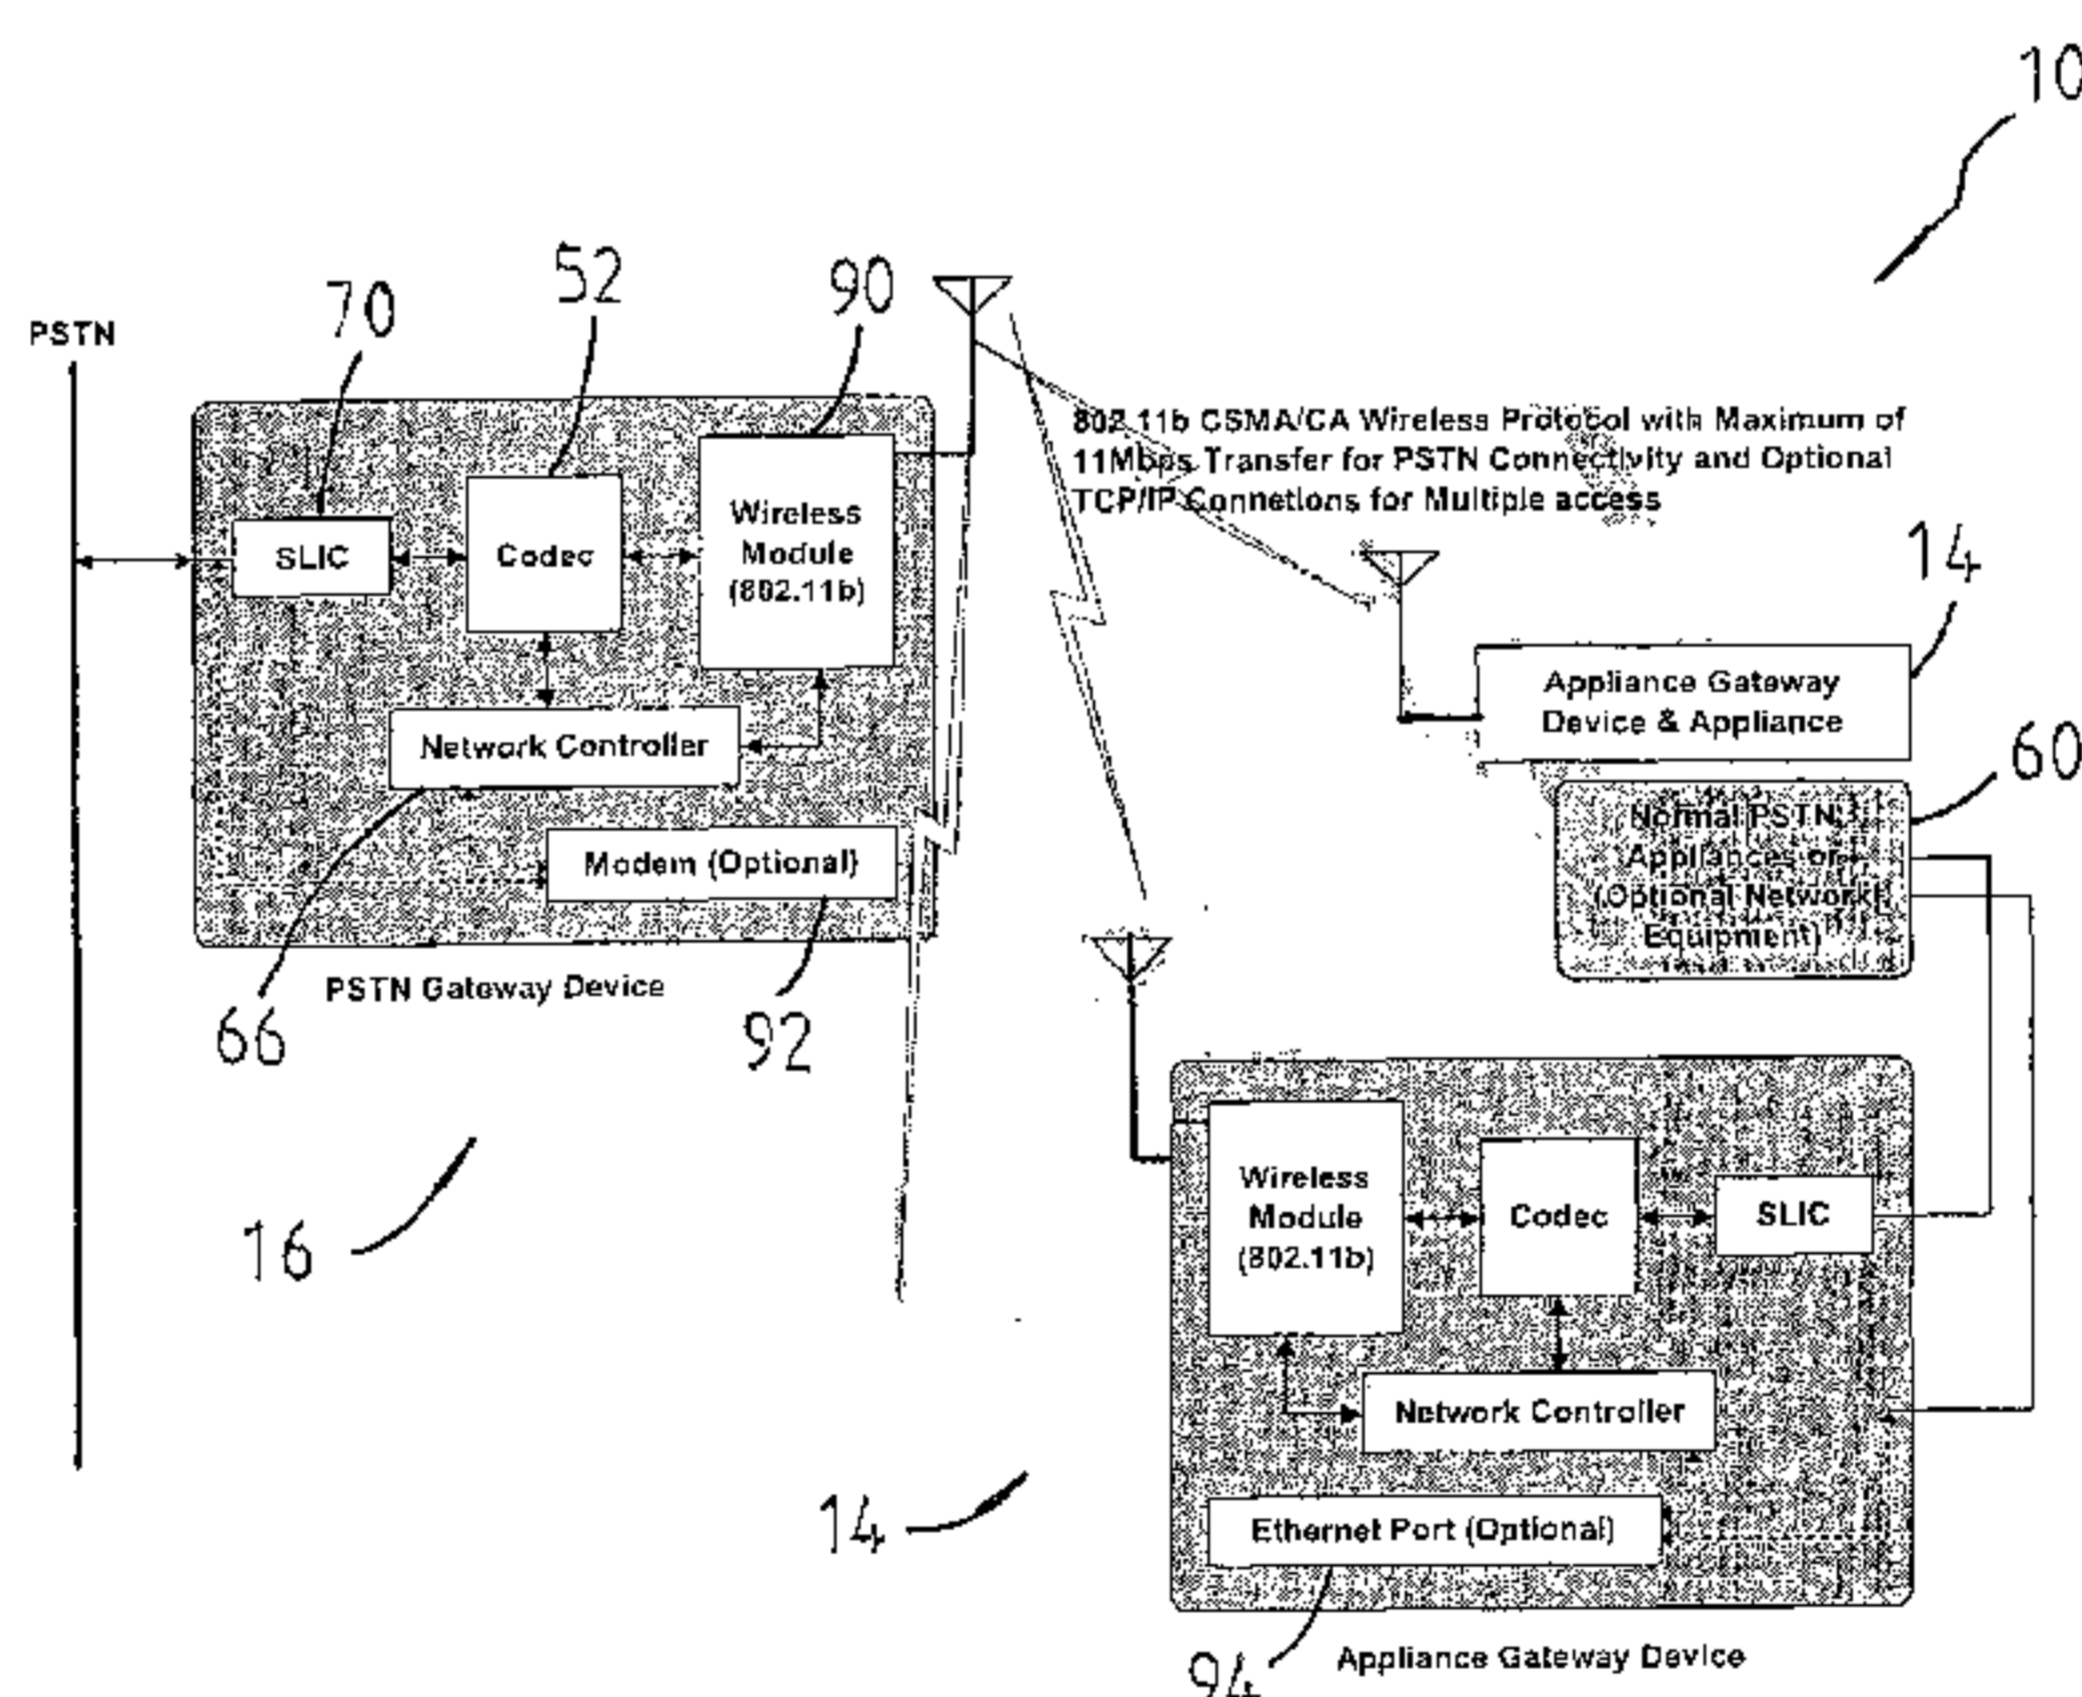 10
52
90
70
PSTN
802.11b CSMA/CA Wireless Protocol with Maximum of
11Mbps Transfer for PSTN Connectivity and Optional
TCP/IP Connetions for Multiple access
SLIC
Codec
Wireless
Module
(802.11b)
14
Appliance Gateway
Device & Appliance
Network Controller
60
Normal PSTN
Appliances or
(Optional Network
Equipment)
Modem (Optional)
PSTN Gateway Device
66
92
16
Wireless
Module
(802.11b)
Codec
SLIC
Network Controller
14
Ethernet Port (Optional)
94
Appliance Gateway Device